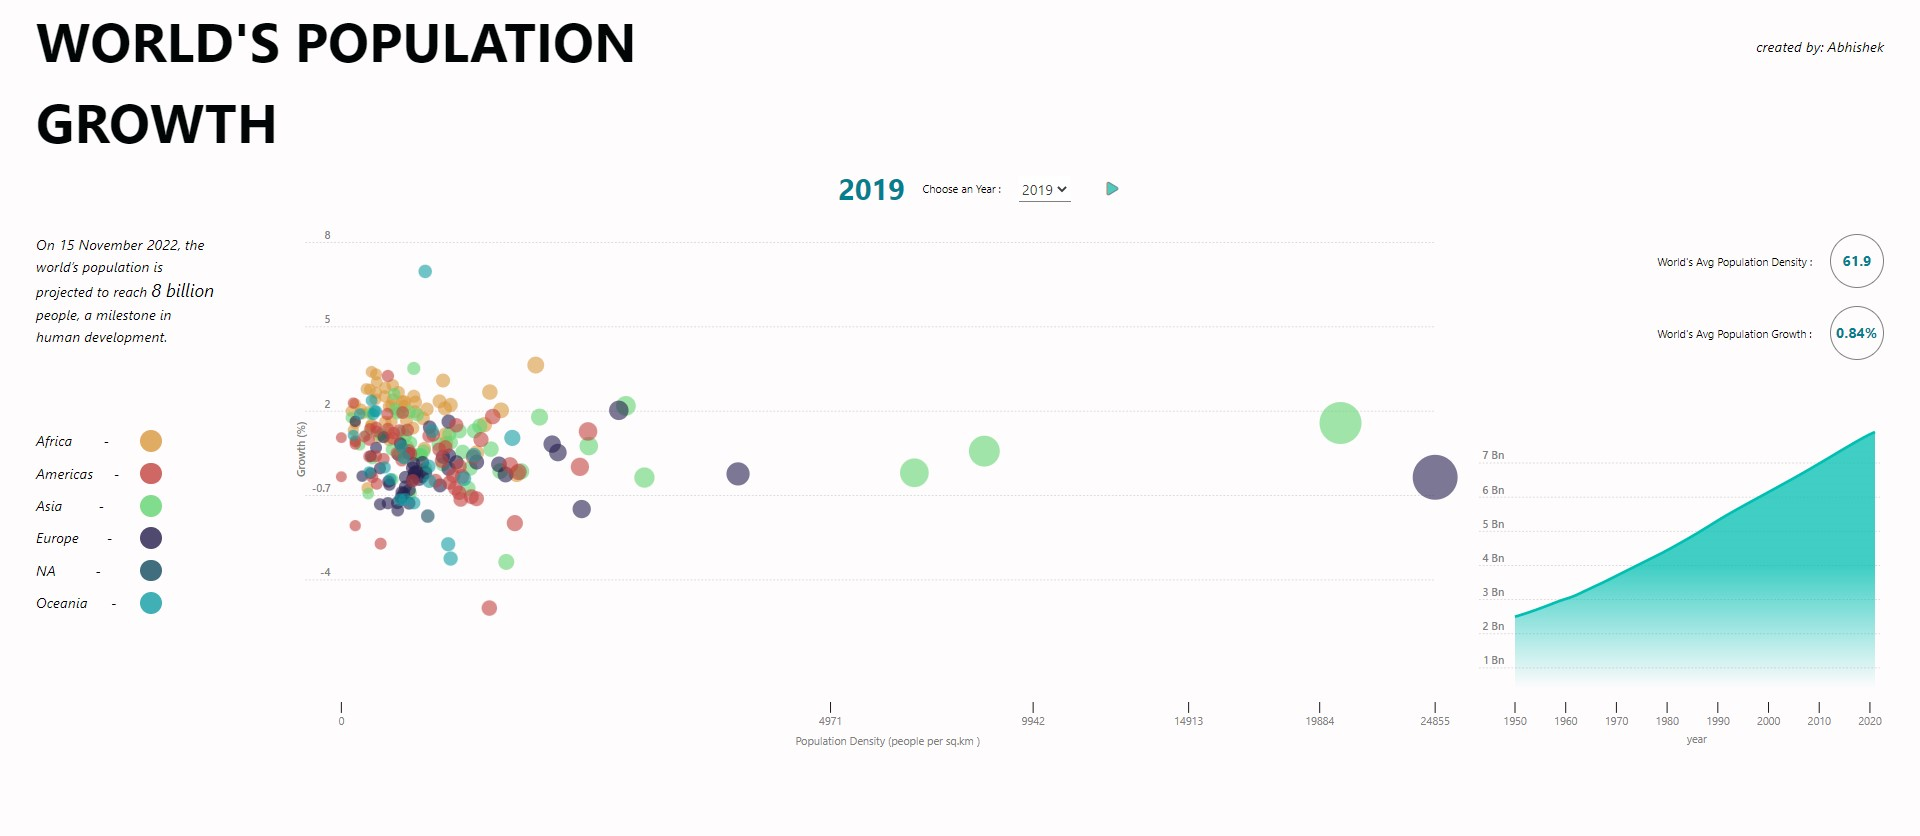 WORLD'S POPULATION
GROWTH
created by: Abhishek
2019 Choose an Year : 2019
On 15 November 2022, the
world's population is
projected to reach 8 billion
people, a milestone in
human development.
Africa -
Americas -
Asia -
Europe -
NA -
Oceania -
8
5
2
-0.7
-4
Growth (%)
0 4971 9942 14913 19884 24855
Population Density (people per sq.km )
World's Avg Population Density : 61.9
World's Avg Population Growth : 0.84%
7 Bn
6 Bn
5 Bn
4 Bn
3 Bn
2 Bn
1 Bn
1950 1960 1970 1980 1990 2000 2010 2020
year